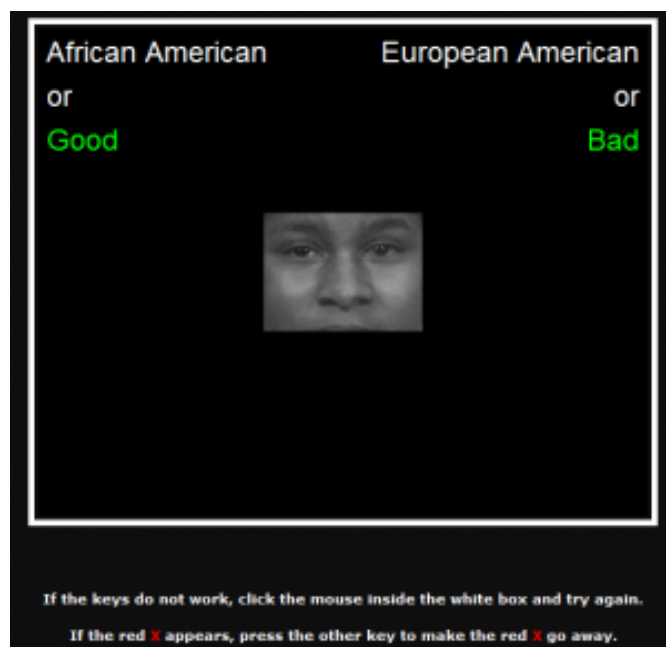 African American European American
or or
Good Bad
If the keys do not work, click the mouse inside the white box and try again.
If the red X appears, press the other key to make the red X go away.